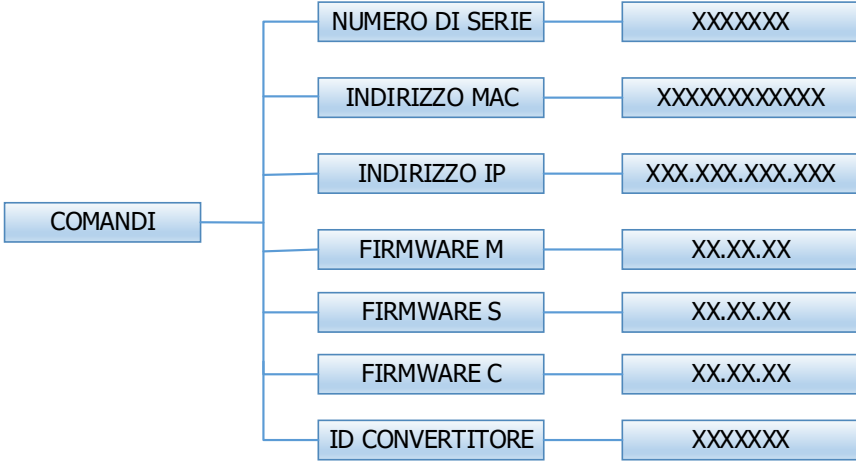 NUMERO DI SERIE XXXXXXX
INDIRIZZO MAC XXXXXXXXXXXX
INDIRIZZO IP XXX.XXX.XXX.XXX
COMANDI
FIRMWARE M XX.XX.XX
FIRMWARE S XX.XX.XX
FIRMWARE C XX.XX.XX
ID CONVERTITORE XXXXXXX